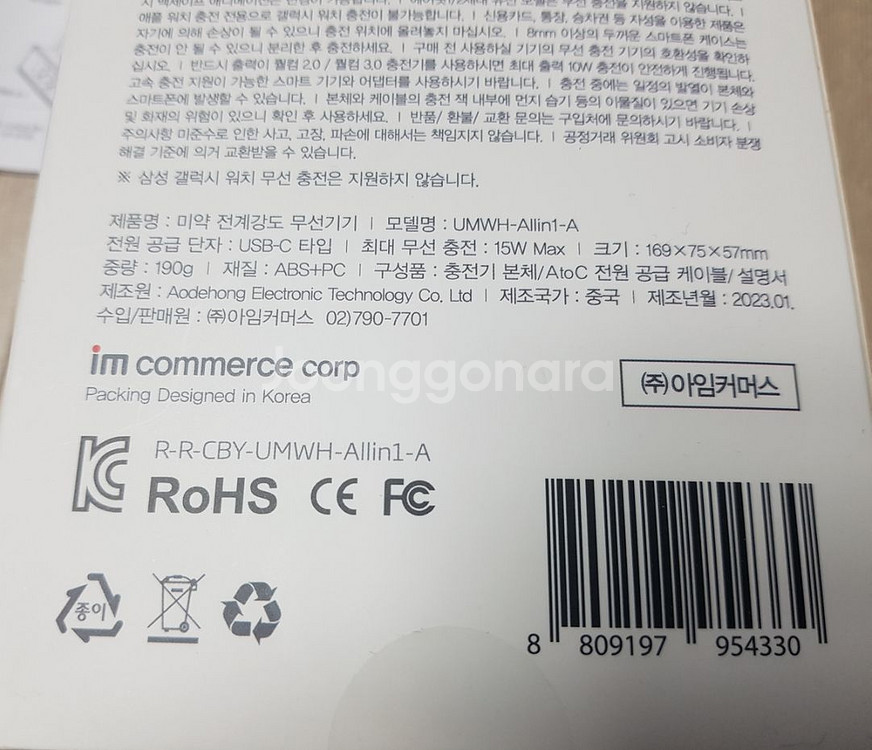 애플 워치 충전 전용으로 갤럭시 워치 충전이 불가능합니다. | 신용카드, 통장, 승차권 등 자성을 이용한 제품은
자기에 의해 손상이 될 수 있으니 충전 위치에 올려놓지 마십시오. | 8mm 이상의 두꺼운 스마트폰 케이스는
충전이 안 될 수 있으니 분리한 후 충전하세요. | 구매 전 사용하실 기기의 무선 충전 기기의 호환성을 확인하
십시오. | 반드시 출력이 퀄컴 2.0 / 퀄컴 3.0 충전기를 사용하시면 최대 출력 10W 충전이 안전하게 진행됩니다.
고속 충전 지원이 가능한 스마트 기기와 어댑터를 사용하시기 바랍니다. | 충전 중에는 일정의 발열이 본체와
스마트폰에 발생할 수 있습니다. | 본체와 케이블의 충전 잭 내부에 먼지 습기 등의 이물질이 있으면 기기 손상
및 화재의 위험이 있으니 확인 후 사용하세요. | 반품/ 환불/ 교환 문의는 구입처에 문의하시기 바랍니다. |
주의사항 미준수로 인한 사고, 고장, 파손에 대해서는 책임지지 않습니다. | 공정거래 위원회 고시 소비자 분쟁
해결 기준에 의거 교환받을 수 있습니다.
※ 삼성 갤럭시 워치 무선 충전은 지원하지 않습니다.
제품명 : 미약 전계강도 무선기기 | 모델명 : UMWH-Allin1-A
전원 공급 단자 : USB-C 타입 | 최대 무선 충전 : 15W Max | 크기 : 169×75×57mm
중량 : 190g | 재질 : ABS+PC | 구성품 : 충전기 본체/AtoC 전원 공급 케이블/ 설명서
제조원 : Aodehong Electronic Technology Co. Ltd | 제조국가 : 중국 | 제조년월 : 2023.01.
수입/판매원 : ㈜아임커머스 02)790-7701
im commerce corp
Joonggonara
㈜아임커머스
Packing Designed in Korea
R-R-CBY-UMWH-Allin1-A
RoHS CE FC
종이
8 809197 954330